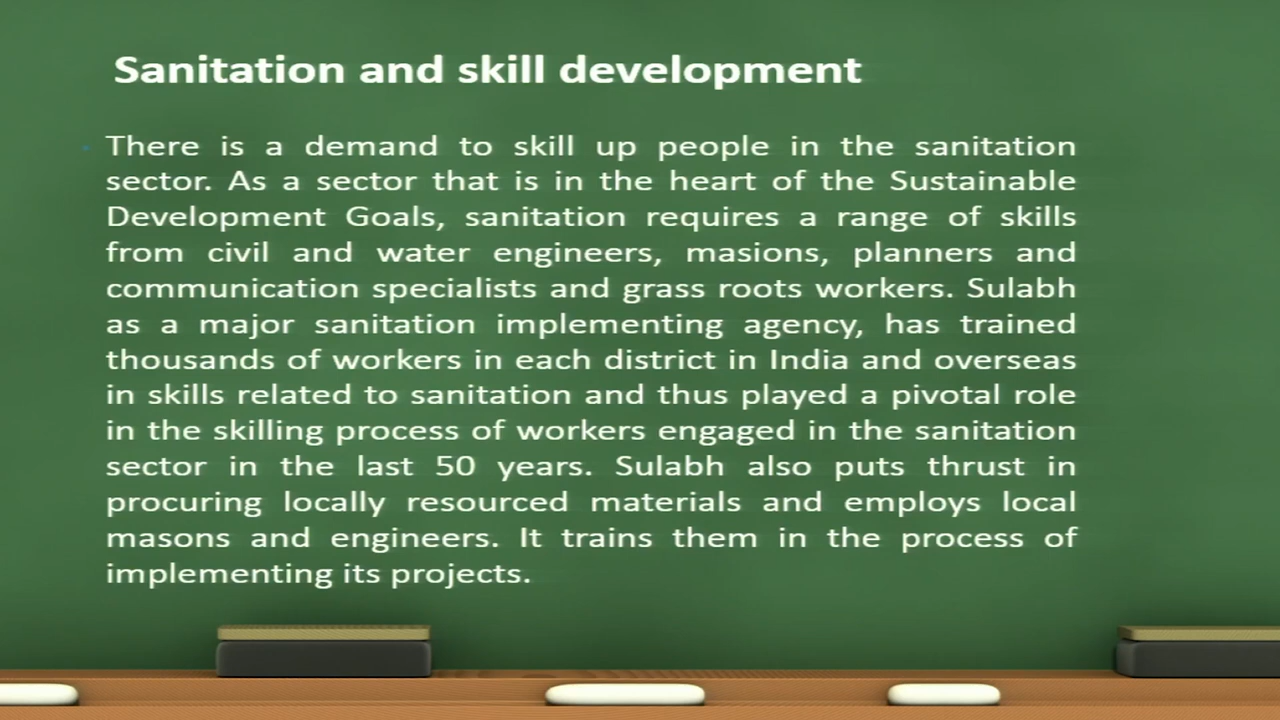 Sanitation and skill development
There is a demand to skill up people in the sanitation
sector. As a sector that is in the heart of the Sustainable
Development Goals, sanitation requires a range of skills
from civil and water engineers, masions, planners and
communication specialists and grass roots workers. Sulabh
as a major sanitation implementing agency, has trained
thousands of workers in each district in India and overseas
in skills related to sanitation and thus played a pivotal role
in the skilling process of workers engaged in the sanitation
sector in the last 50 years. Sulabh also puts thrust in
procuring locally resourced materials and employs local
masons and engineers. It trains them in the process of
implementing its projects.